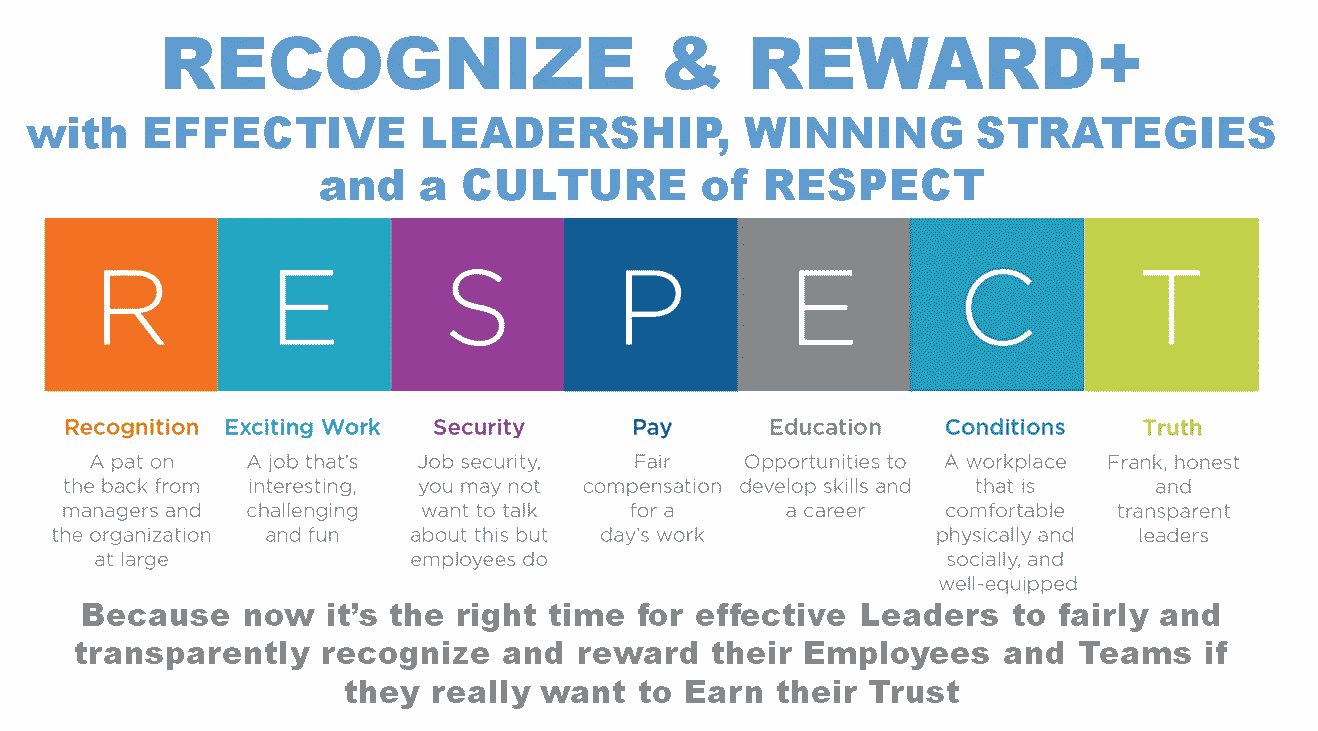 RECOGNIZE & REWARD+
with EFFECTIVE LEADERSHIP, WINNING STRATEGIES
and a CULTURE of RESPECT
R E S P E C T
Recognition
A pat on
the back from
managers and
the organization
at large
Exciting Work
A job that's
interesting,
challenging
and fun
Security
Job security,
you may not
want to talk
about this but
employees do
Pay
Fair
compensation
for a
day's work
Education
Opportunities to
develop skills and
a career
Conditions
A workplace
that is
comfortable
physically and
socially, and
well-equipped
Truth
Frank, honest
and
transparent
leaders
Because now it's the right time for effective Leaders to fairly and
transparently recognize and reward their Employees and Teams if
they really want to Earn their Trust